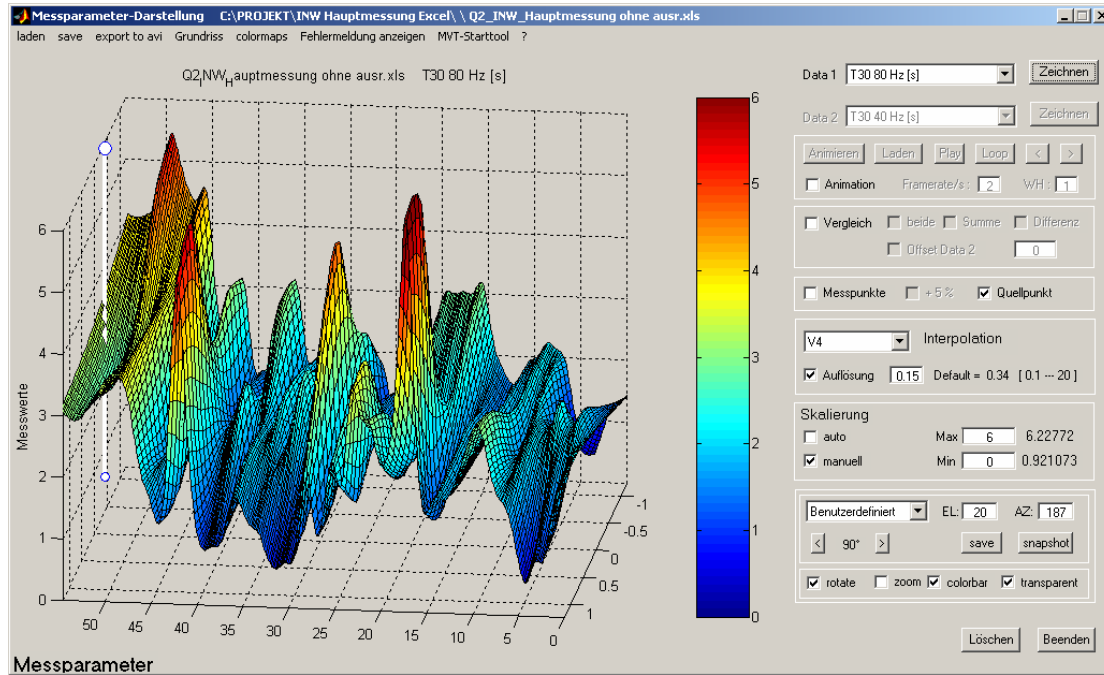 Messparameter-Darstellung C:\PROJEKT\INW Hauptmessung Excel\ \ Q2_INW_Hauptmessung ohne ausr.xls
laden save export to avi Grundriss colormaps Fehlermeldung anzeigen MVT-Starttool ?
Q2INWHauptmessung ohne ausr.xls T30 80 Hz [s]
6
5
4
3
2
1
0
Messwerte
50
45
40
35
30
25
20
15
10
5
0
-1
-0.5
0
0.5
1
6
5
4
3
2
1
0
Data 1 T30 80 Hz [s] Zeichnen
Data 2 T30 40 Hz [s] Zeichnen
Animieren Laden Play Loop < >
Animation Framerate/s : 2 WH : 1
Vergleich beide Summe Differenz
Offset Data 2 0
Messpunkte +5% Quellpunkt
V4 Interpolation
Auflösung 0.15 Default = 0.34 [ 0.1 --- 20 ]
Skalierung
auto Max 6 6.22772
manuell Min 0 0.921073
Benutzerdefiniert EL: 20 AZ: 187
< 90° > save snapshot
rotate zoom colorbar transparent
Löschen Beenden
Messparameter